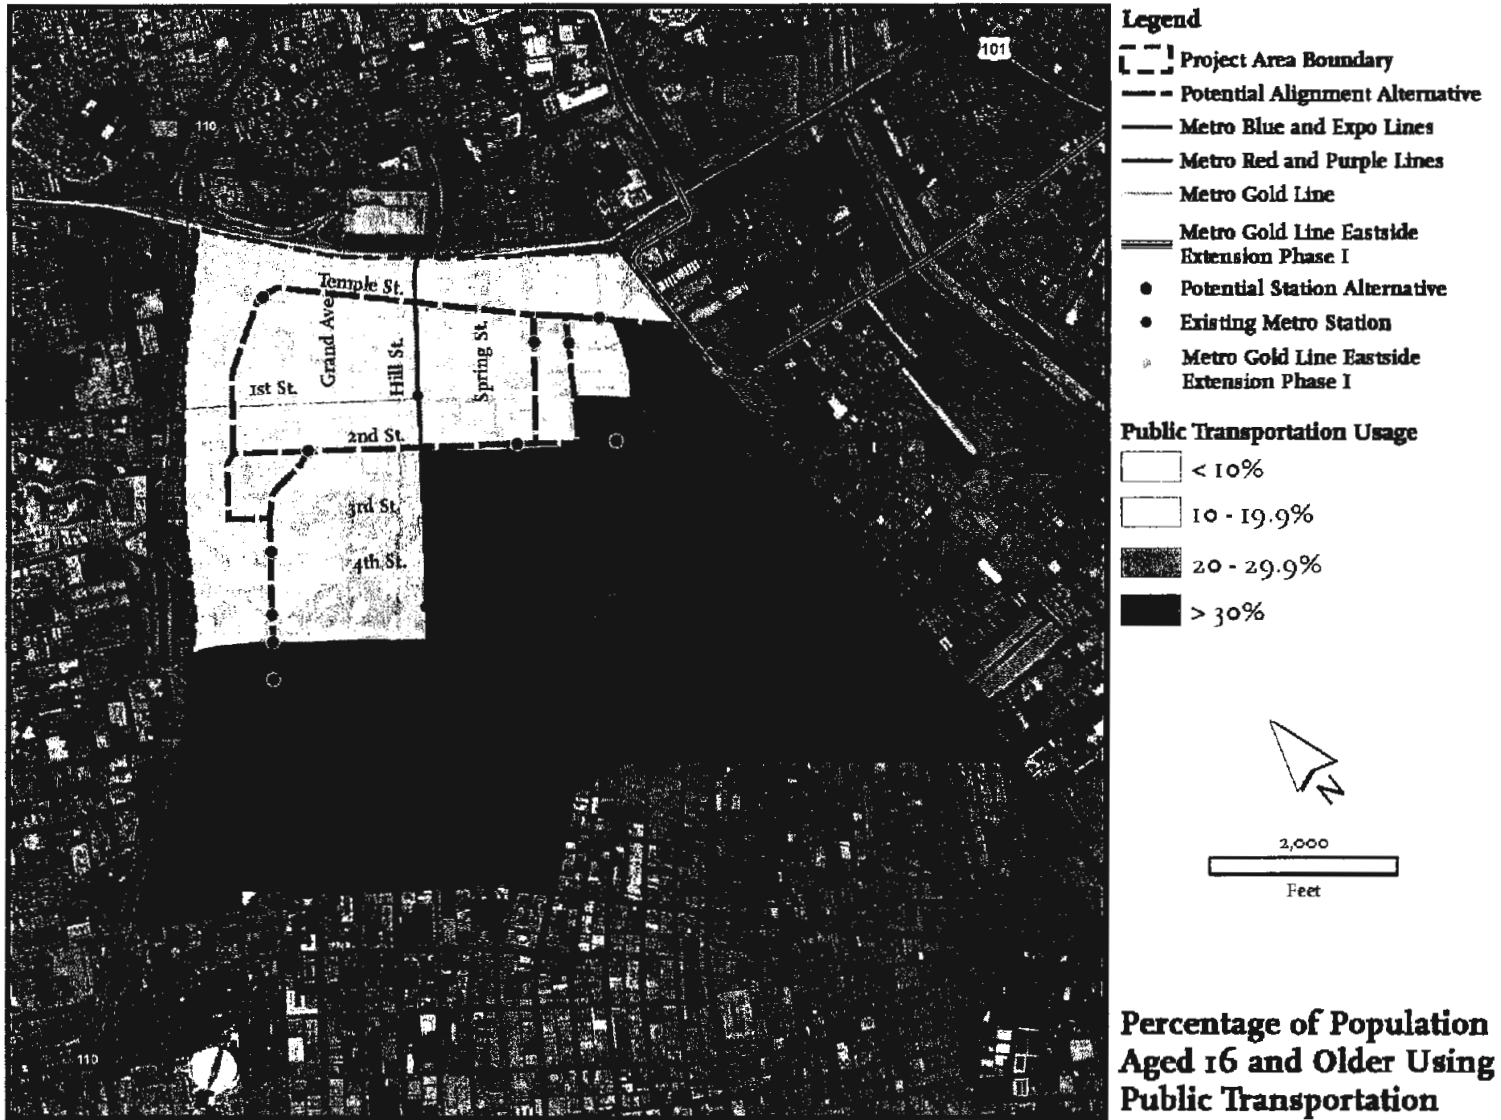 101
110
Temple St.
Grand Ave
Hill St.
Spring St.
1st St.
2nd St.
3rd St.
4th St.
110
Legend
Project Area Boundary
Potential Alignment Alternative
Metro Blue and Expo Lines
Metro Red and Purple Lines
Metro Gold Line
Metro Gold Line Eastside
Extension Phase I
Potential Station Alternative
Existing Metro Station
Metro Gold Line Eastside
Extension Phase I
Public Transportation Usage
< 10%
10 - 19.9%
20 - 29.9%
> 30%
N
2,000
Feet
Percentage of Population
Aged 16 and Older Using
Public Transportation